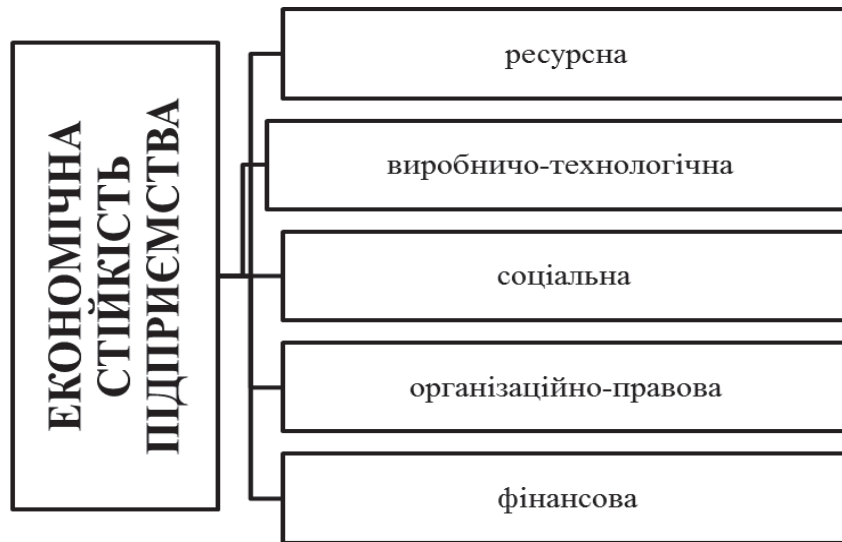 ЕКОНОМІЧНА
СТІЙКІСТЬ
ПІДПРИЄМСТВА
ресурсна
виробничо-технологічна
соціальна
організаційно-правова
фінансова